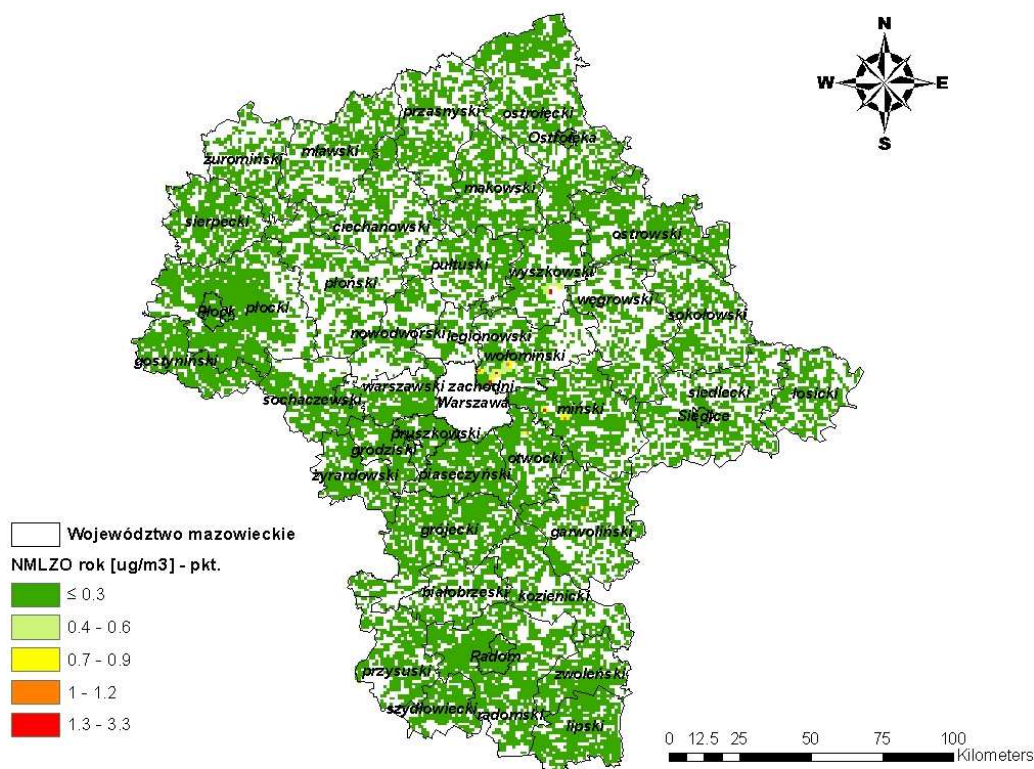 N
W E
S
przasnyski
ostrołęcki
Ostrołęka
żuromiński
mławski
makowski
sierpecki
ciechanowski
ostrowski
pułtuski
wyszkowski
płoński
węgrowski
sokołowski
Płock
płocki
nowodworski
legionowski
wołomiński
gostyniński
warszawski zachodni
Warszawa
sochaczewski
miński
siedlecki
łosicki
Siedlce
pruszkowski
grodziski
otwocki
żyrardowski
piaseczyński
grójecki
garwoliński
Województwo mazowieckie
NMLZO rok [ug/m3] - pkt.
≤ 0.3
0.4 - 0.6
0.7 - 0.9
1 - 1.2
1.3 - 3.3
białobrzeski
kozienicki
Radom
przysuski
zwoleński
szydłowiecki
radomski
lipski
0 12.5 25 50 75 100
Kilometers